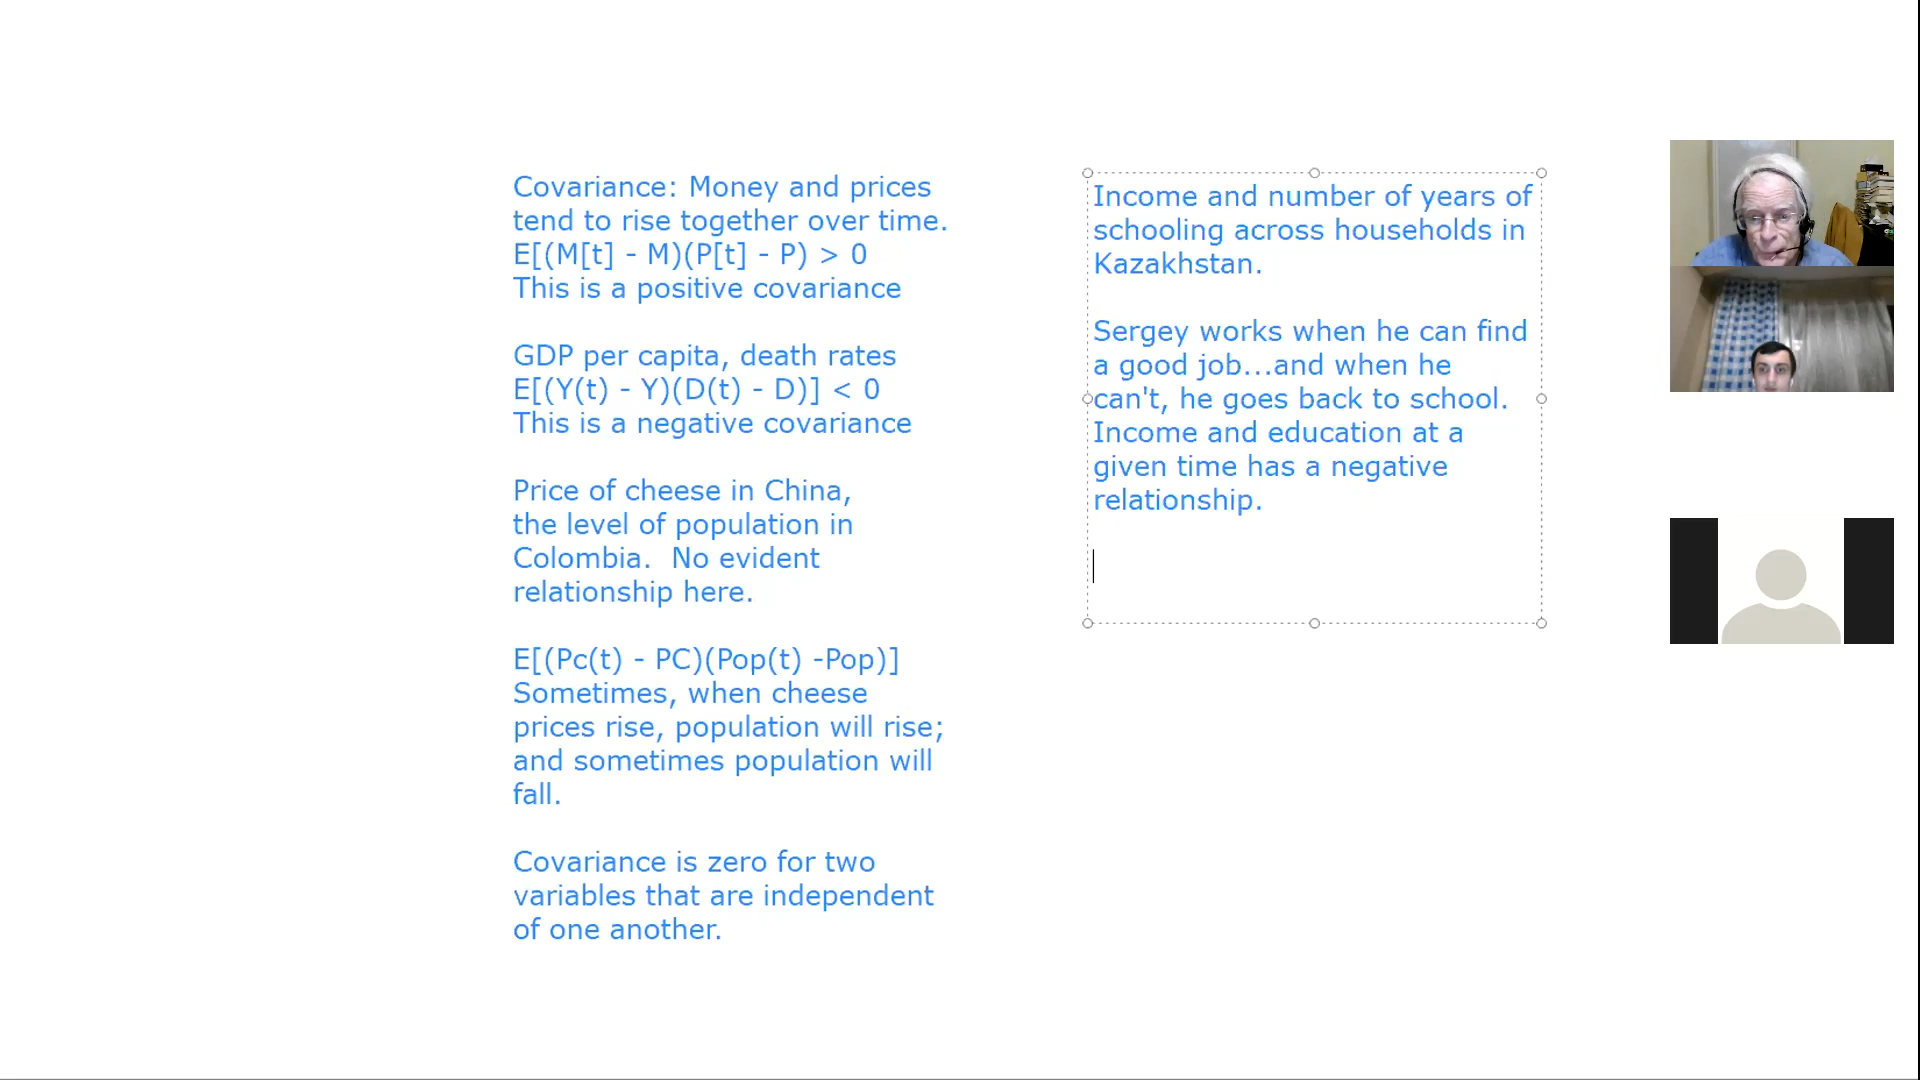 Covariance: Money and prices
tend to rise together over time.
E[(M[t] - M)(P[t] - P) > 0
This is a positive covariance
GDP per capita, death rates
E[(Y(t) - Y)(D(t) - D)] < 0
This is a negative covariance
Price of cheese in China,
the level of population in
Colombia.  No evident
relationship here.
E[(Pc(t) - PC)(Pop(t) -Pop)]
Sometimes, when cheese
prices rise, population will rise;
and sometimes population will
fall.
Covariance is zero for two
variables that are independent
of one another.
Income and number of years of
schooling across households in
Kazakhstan.
Sergey works when he can find
a good job...and when he
can't, he goes back to school.
Income and education at a
given time has a negative
relationship.